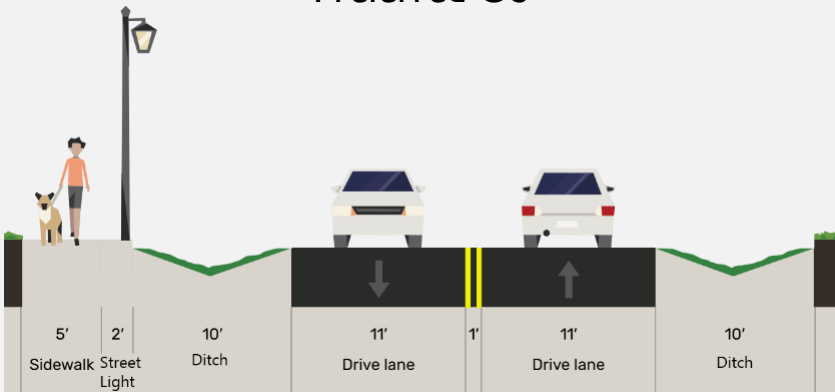 5′
2′
10′
11′
1′
11′
10′
Sidewalk
Street
Light
Ditch
Drive lane
Drive lane
Ditch